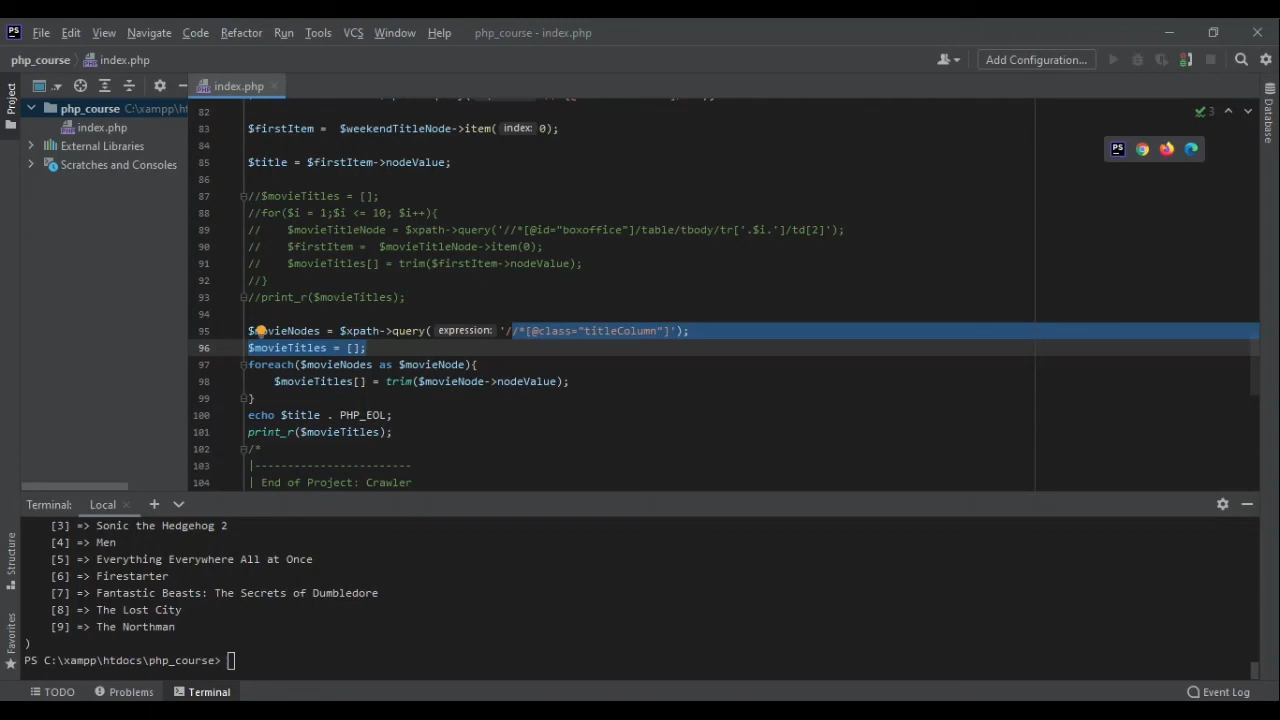 PS File Edit View Navigate Code Refactor Run Tools VCS Window Help php_course - index.php
php_course index.php Add Configuration...
Project
index.php
php_course C:\xampp\ht
index.php
External Libraries
Scratches and Consoles
Database
3
82
83 $firstItem = $weekendTitleNode->item( index: 0);
84
85 $title = $firstItem->nodeValue;
86
87 //$movieTitles = [];
88 //for($i = 1;$i <= 10; $i++){
89 // $movieTitleNode = $xpath->query('//*[@id="boxoffice"]/table/tbody/tr['.$i.']/td[2]');
90 // $firstItem = $movieTitleNode->item(0);
91 // $movieTitles[] = trim($firstItem->nodeValue);
92 //}
93 //print_r($movieTitles);
94
95 $movieNodes = $xpath->query( expression: '//*[@class="titleColumn"]');
96 $movieTitles = [];
97 foreach($movieNodes as $movieNode){
98 $movieTitles[] = trim($movieNode->nodeValue);
99 }
100 echo $title . PHP_EOL;
101 print_r($movieTitles);
102 /*
103 |------------------------
104 | End of Project: Crawler
Terminal: Local
[3] => Sonic the Hedgehog 2
[4] => Men
[5] => Everything Everywhere All at Once
[6] => Firestarter
[7] => Fantastic Beasts: The Secrets of Dumbledore
[8] => The Lost City
[9] => The Northman
)
PS C:\xampp\htdocs\php_course>
Structure
Favorites
TODO Problems Terminal Event Log